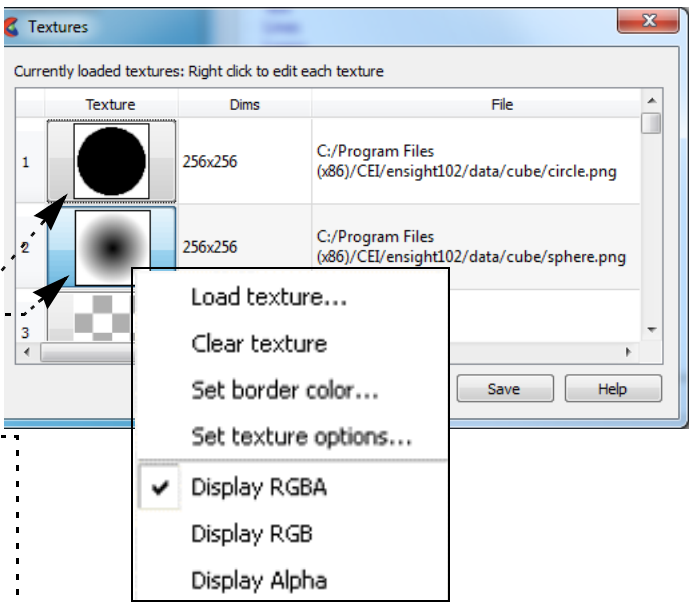 Textures
Currently loaded textures: Right click to edit each texture
Texture Dims File
1 256x256 C:/Program Files
(x86)/CEI/ensight102/data/cube/circle.png
2 256x256 C:/Program Files
(x86)/CEI/ensight102/data/cube/sphere.png
3
Load texture...
Clear texture
Set border color...
Set texture options...
Display RGBA
Display RGB
Display Alpha
Save Help